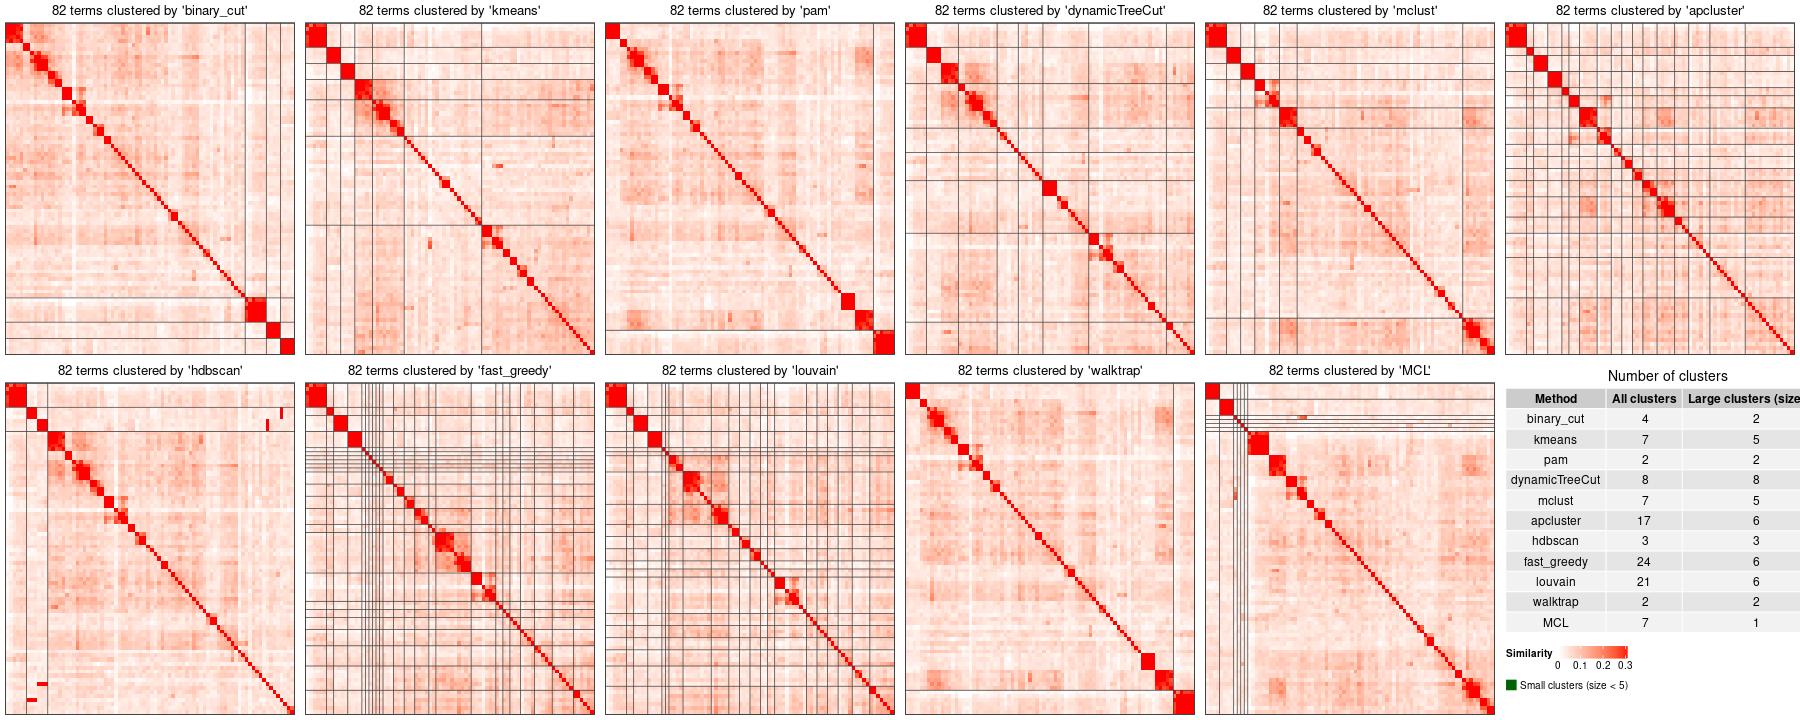 82 terms clustered by 'binary_cut'
82 terms clustered by 'kmeans'
82 terms clustered by 'pam'
82 terms clustered by 'dynamicTreeCut'
82 terms clustered by 'mclust'
82 terms clustered by 'apcluster'
82 terms clustered by 'hdbscan'
82 terms clustered by 'fast_greedy'
82 terms clustered by 'louvain'
82 terms clustered by 'walktrap'
82 terms clustered by 'MCL'
Number of clusters
Method All clusters Large clusters (size
binary_cut 4 2
kmeans 7 5
pam 2 2
dynamicTreeCut 8 8
mclust 7 5
apcluster 17 6
hdbscan 3 3
fast_greedy 24 6
louvain 21 6
walktrap 2 2
MCL 7 1
Similarity
0 0.1 0.2 0.3
Small clusters (size < 5)